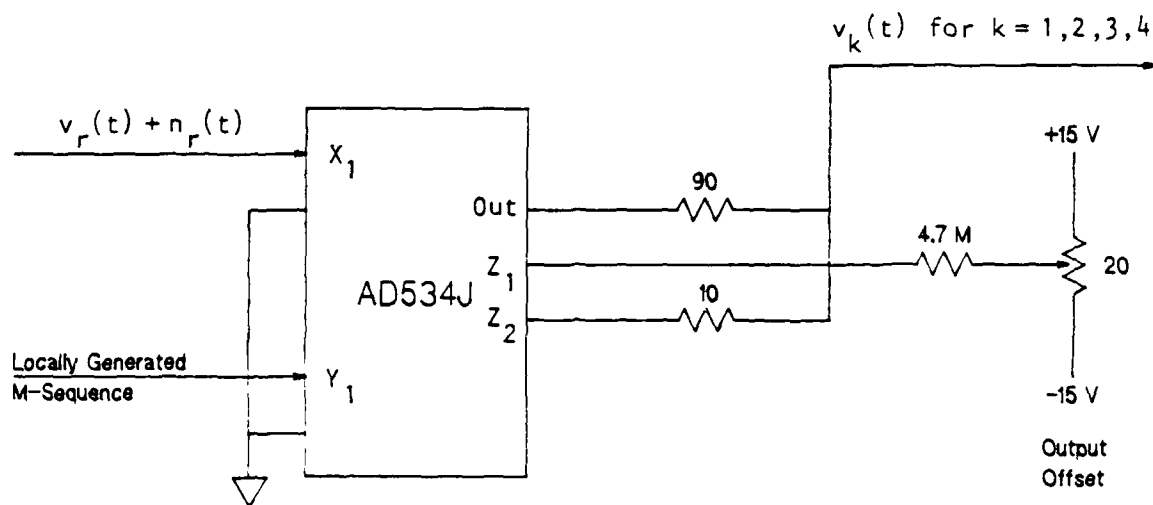 v_k(t) for k = 1,2,3,4
v_r(t) + n_r(t)
X_1
Out
90
+15 V
Z_1
4.7 M
20
AD534J
Z_2
10
Locally Generated
M-Sequence
Y_1
-15 V
Output
Offset